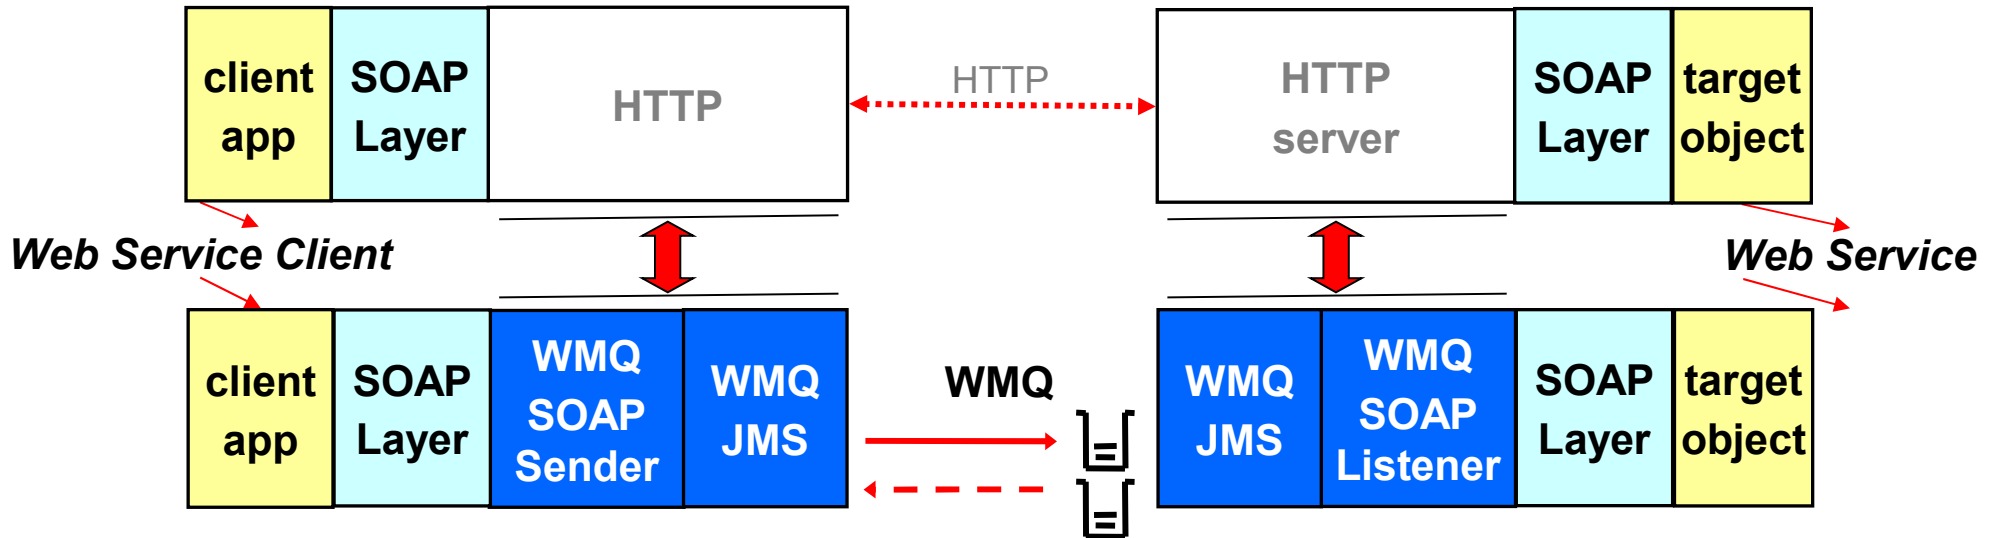 client
app
SOAP
Layer
HTTP
HTTP
HTTP
server
SOAP
Layer
target
object
Web Service Client
Web Service
client
app
SOAP
Layer
WMQ
SOAP
Sender
WMQ
JMS
WMQ
WMQ
JMS
WMQ
SOAP
Listener
SOAP
Layer
target
object